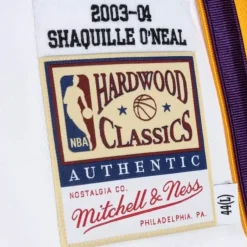 2003-04
SHAQUILLE O'NEAL
HARDWOOD
NBA
CLASSICS
AUTHENTIC
NOSTALGIA CO.
Mitchell & Ness
PHILADELPHIA, PA.
44(L)